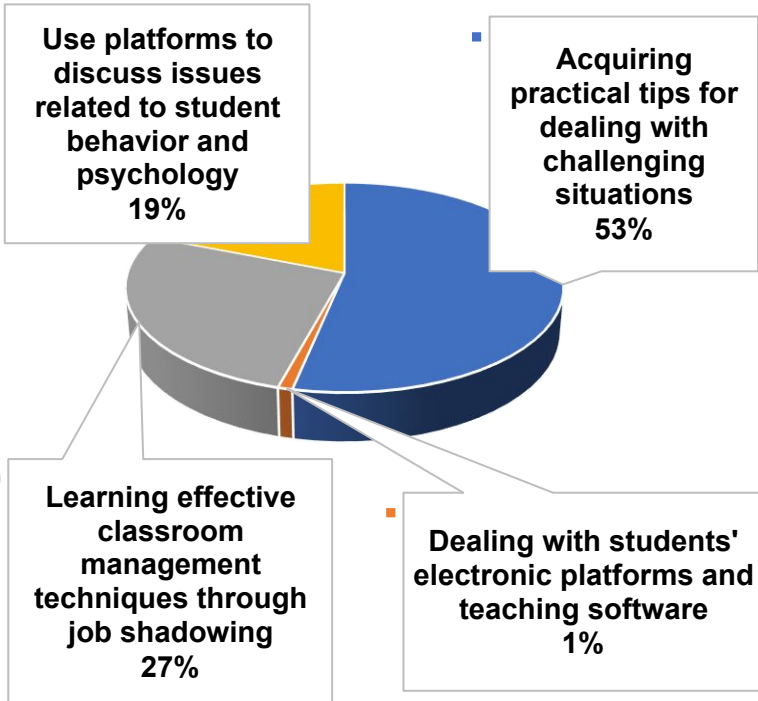 Use platforms to
discuss issues
related to student
behavior and
psychology
19%
Acquiring
practical tips for
dealing with
challenging
situations
53%
Learning effective
classroom
management
techniques through
job shadowing
27%
Dealing with students'
electronic platforms and
teaching software
1%